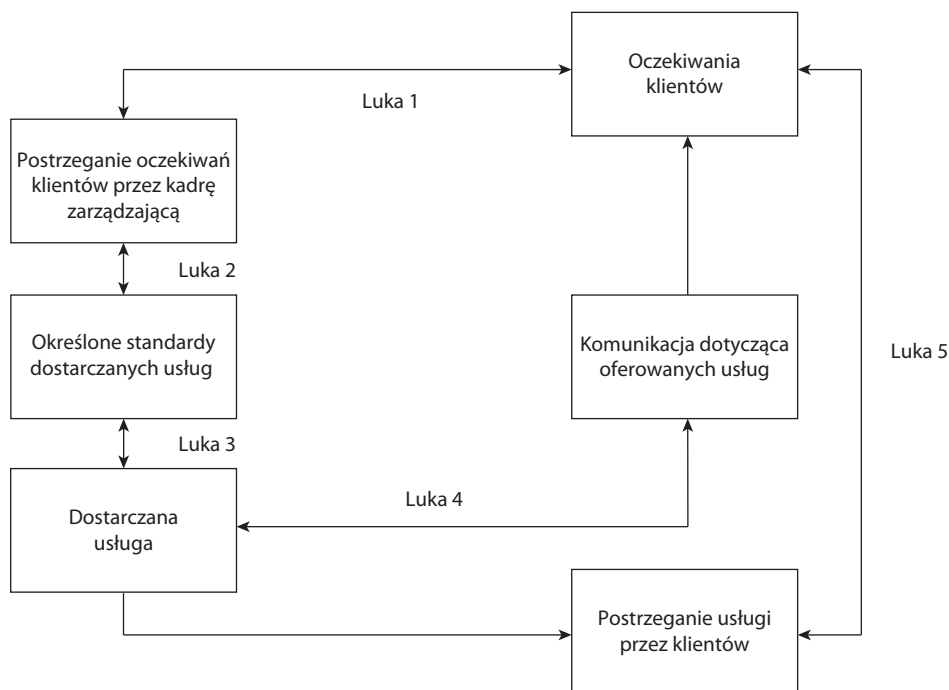 Oczekiwania
klientów
Luka 1
Postrzeganie oczekiwań
klientów przez kadrę
zarządzającą
Luka 2
Określone standardy
dostarczanych usług
Komunikacja dotycząca
oferowanych usług
Luka 5
Luka 3
Luka 4
Dostarczana
usługa
Postrzeganie usługi
przez klientów